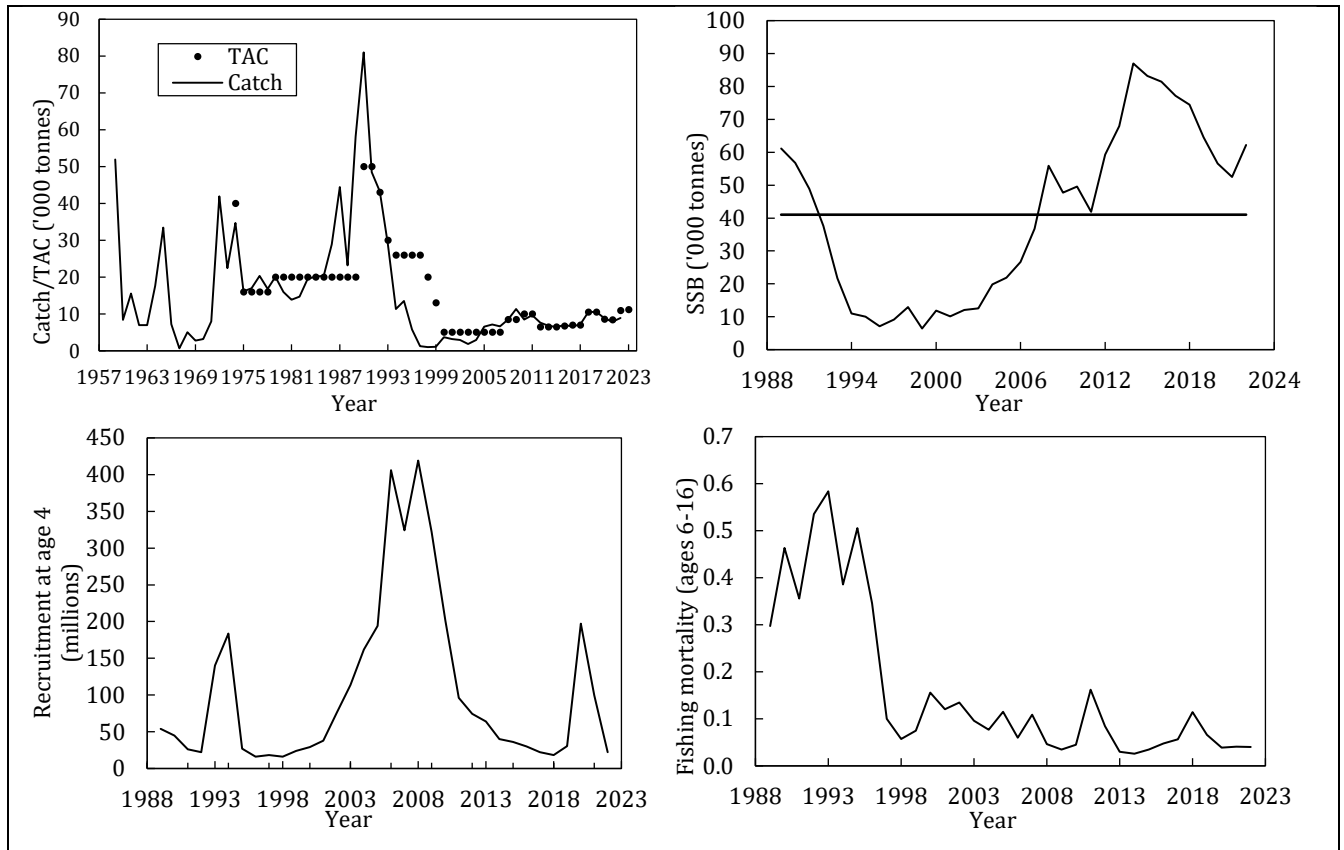 90
80
70
60
50
40
30
20
10
0
Catch/TAC ('000 tonnes)
TAC
Catch
1957 1963 1969 1975 1981 1987 1993 1999 2005 2011 2017 2023
Year
100
90
80
70
60
50
40
30
20
10
0
SSB ('000 tonnes)
1988 1994 2000 2006 2012 2018 2024
Year
450
400
350
300
250
200
150
100
50
0
Recruitment at age 4
(millions)
1988 1993 1998 2003 2008 2013 2018 2023
Year
0.7
0.6
0.5
0.4
0.3
0.2
0.1
0.0
Fishing mortality (ages 6-16)
1988 1993 1998 2003 2008 2013 2018 2023
Year